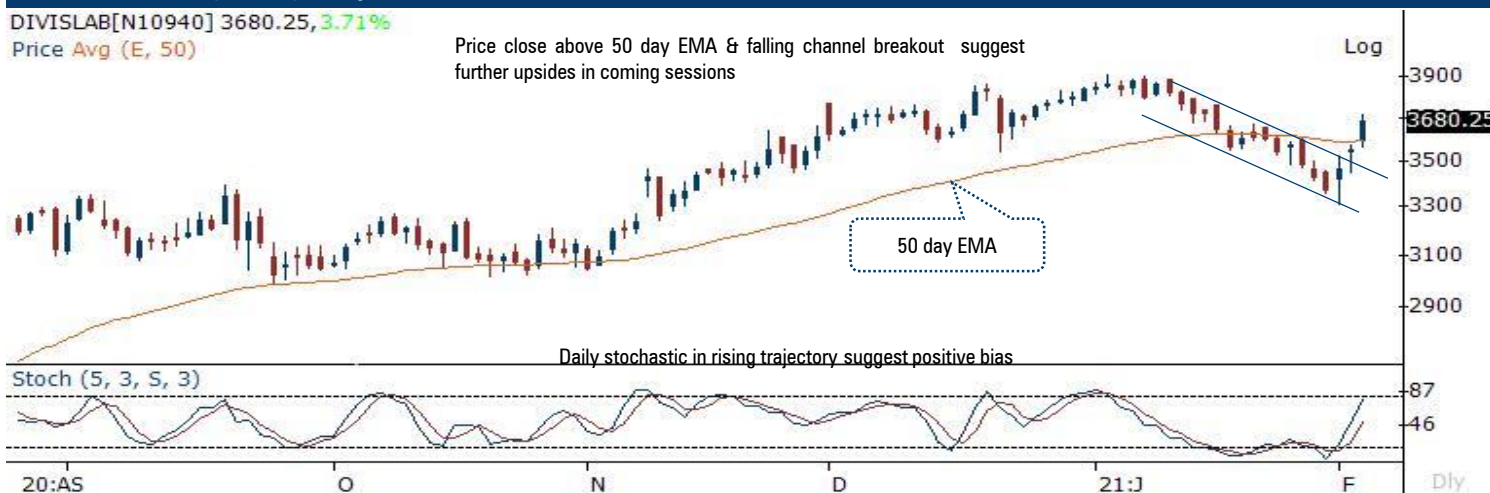 DIVISLAB[N10940] 3680.25,3.71%
Price Avg (E, 50)
Price close above 50 day EMA & falling channel breakout suggest
further upsides in coming sessions
Log
3900
3680.25
3500
3300
3100
2900
50 day EMA
Daily stochastic in rising trajectory suggest positive bias
Stoch (5, 3, S, 3)
87
46
20:AS O N D 21:J F Dly